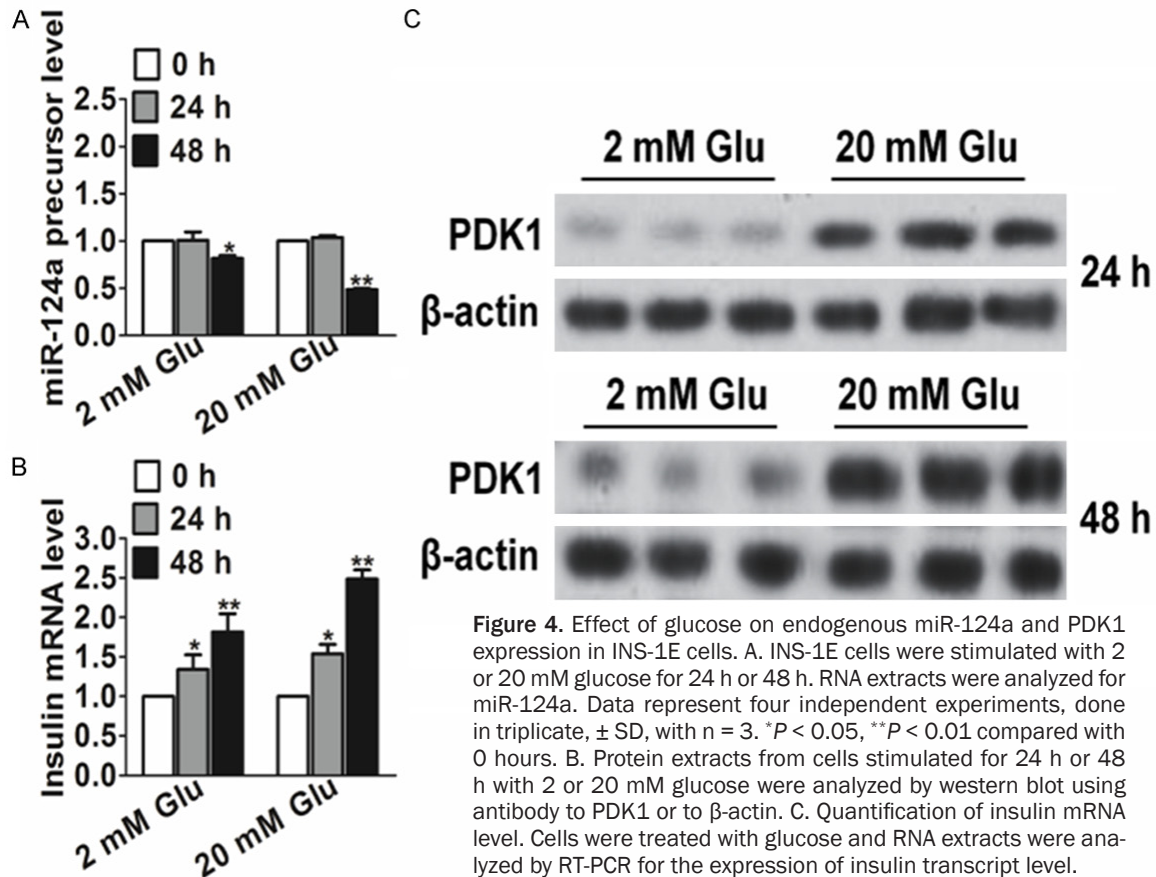 A
miR-124a precursor level
0 h
24 h
48 h
2.5
2.0
1.5
1.0
0.5
0.0
*
**
2 mM Glu
20 mM Glu
B
Insulin mRNA level
0 h
24 h
48 h
3.0
2.5
2.0
1.5
1.0
0.5
0.0
*
**
*
**
2 mM Glu
20 mM Glu
C
2 mM Glu
20 mM Glu
PDK1
β-actin
24 h
2 mM Glu
20 mM Glu
PDK1
β-actin
48 h
Figure 4. Effect of glucose on endogenous miR-124a and PDK1
expression in INS-1E cells. A. INS-1E cells were stimulated with 2
or 20 mM glucose for 24 h or 48 h. RNA extracts were analyzed for
miR-124a. Data represent four independent experiments, done
in triplicate, ± SD, with n = 3. *P < 0.05, **P < 0.01 compared with
0 hours. B. Protein extracts from cells stimulated for 24 h or 48
h with 2 or 20 mM glucose were analyzed by western blot using
antibody to PDK1 or to β-actin. C. Quantification of insulin mRNA
level. Cells were treated with glucose and RNA extracts were ana-
lyzed by RT-PCR for the expression of insulin transcript level.